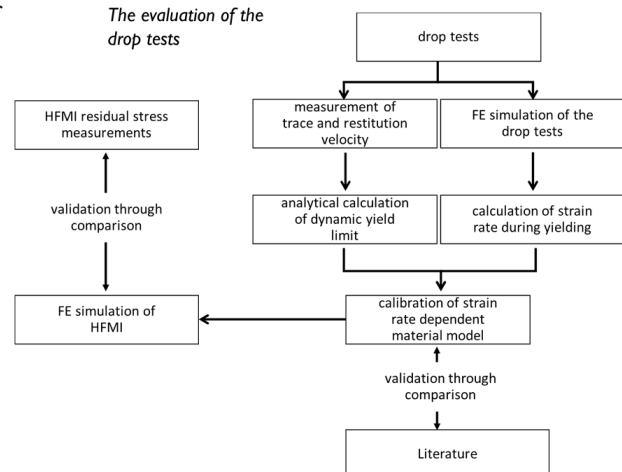 The evaluation of the
drop tests
drop tests
HFMI residual stress
measurements
measurement of
trace and restitution
velocity
FE simulation of the
drop tests
validation through
comparison
analytical calculation
of dynamic yield
limit
calculation of strain
rate during yielding
FE simulation of
HFMI
calibration of strain
rate dependent
material model
validation through
comparison
Literature